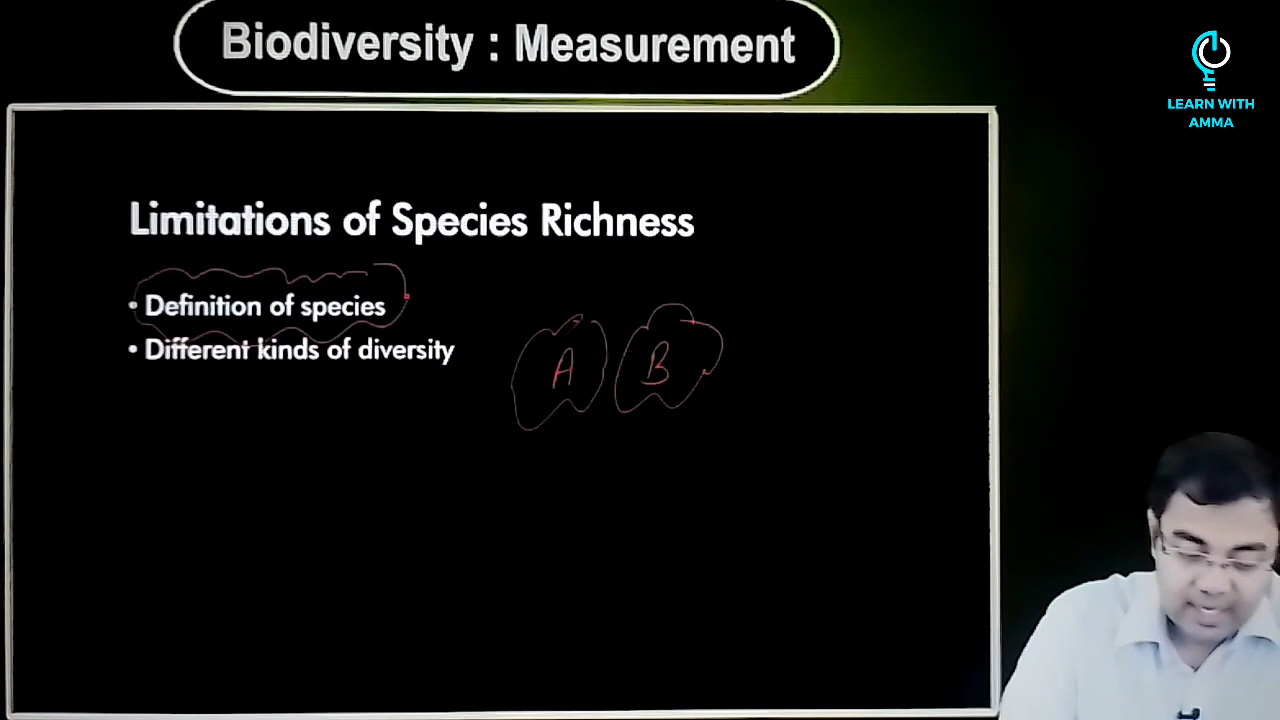 Biodiversity : Measurement
LEARN WITH
AMMA
Limitations of Species Richness
• Definition of species
• Different kinds of diversity
A B